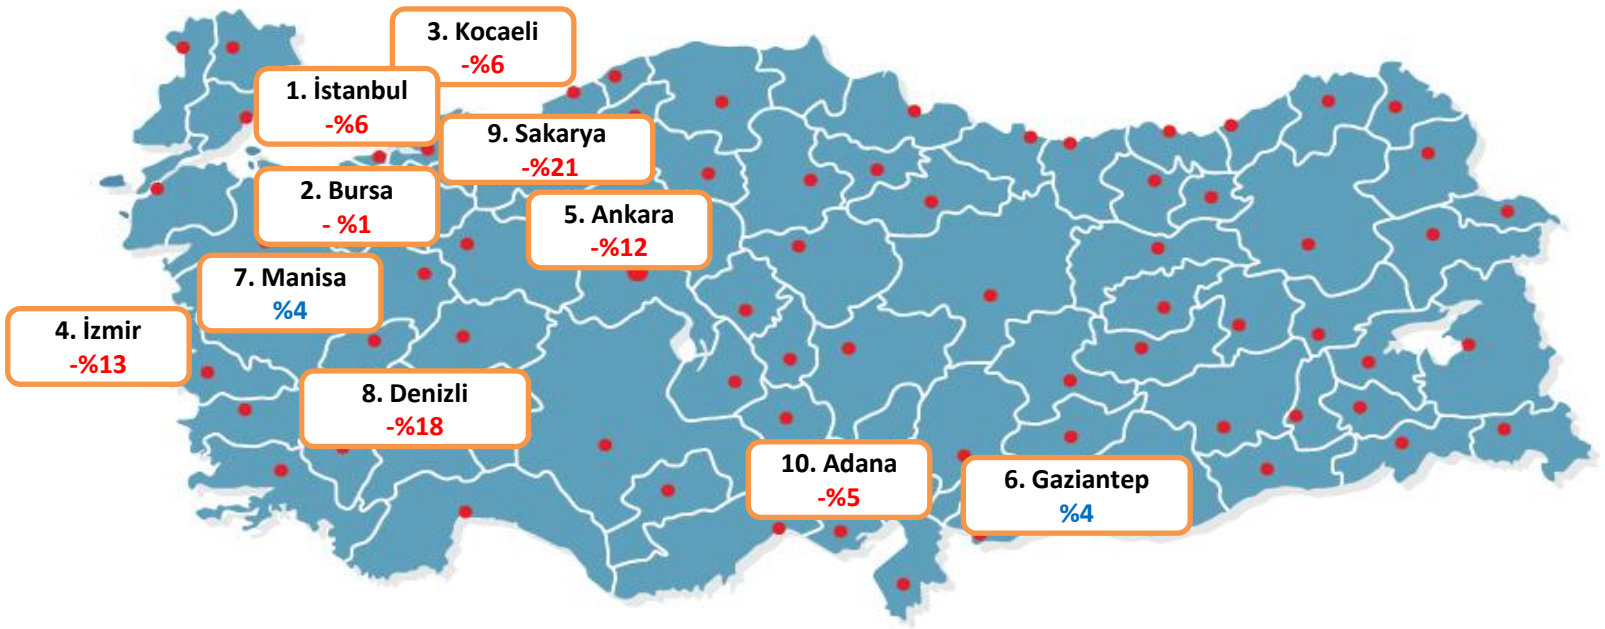 3. Kocaeli
-%6
1. İstanbul
-%6
9. Sakarya
-%21
2. Bursa
- %1
5. Ankara
-%12
7. Manisa
%4
4. İzmir
-%13
8. Denizli
-%18
10. Adana
-%5
6. Gaziantep
%4